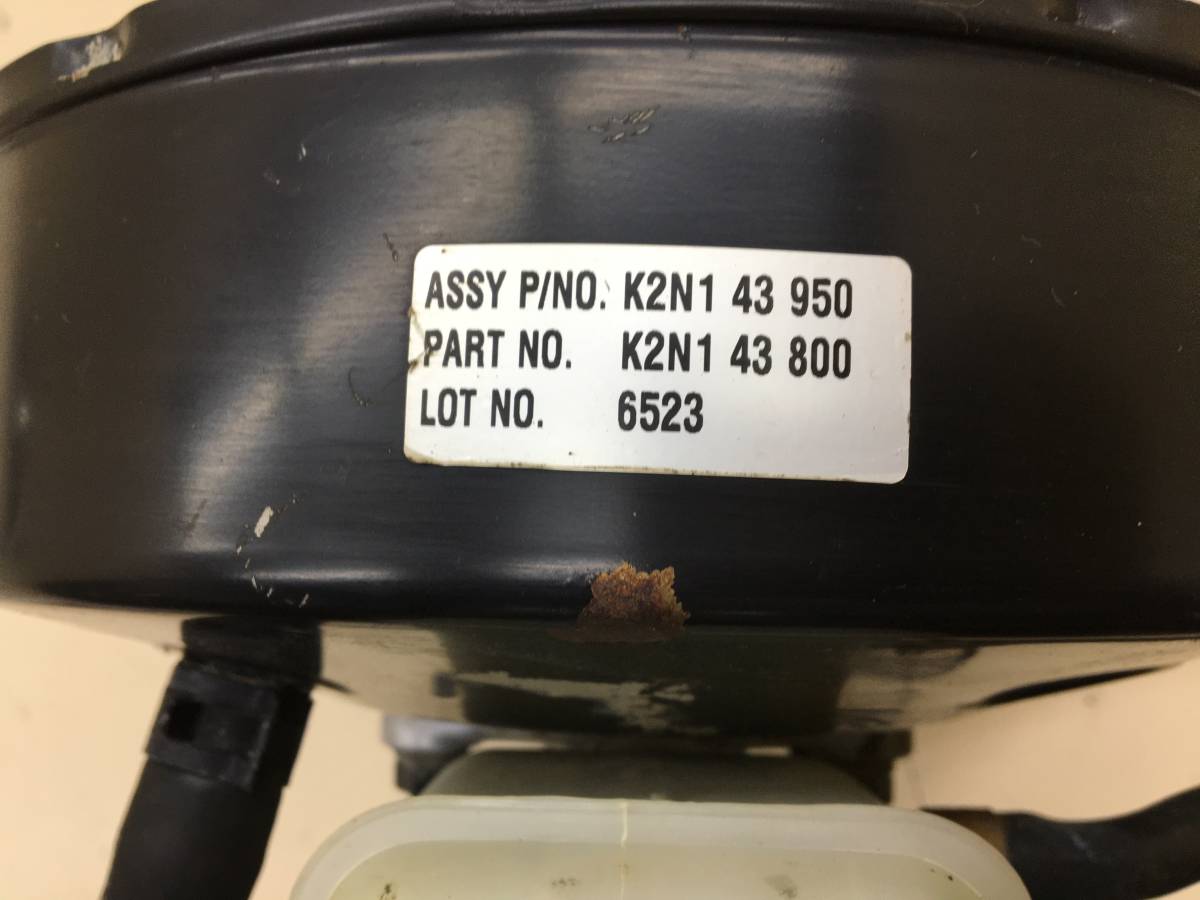 ASSY P/NO. K2N1 43 950
PART NO. K2N1 43 800
LOT NO. 6523